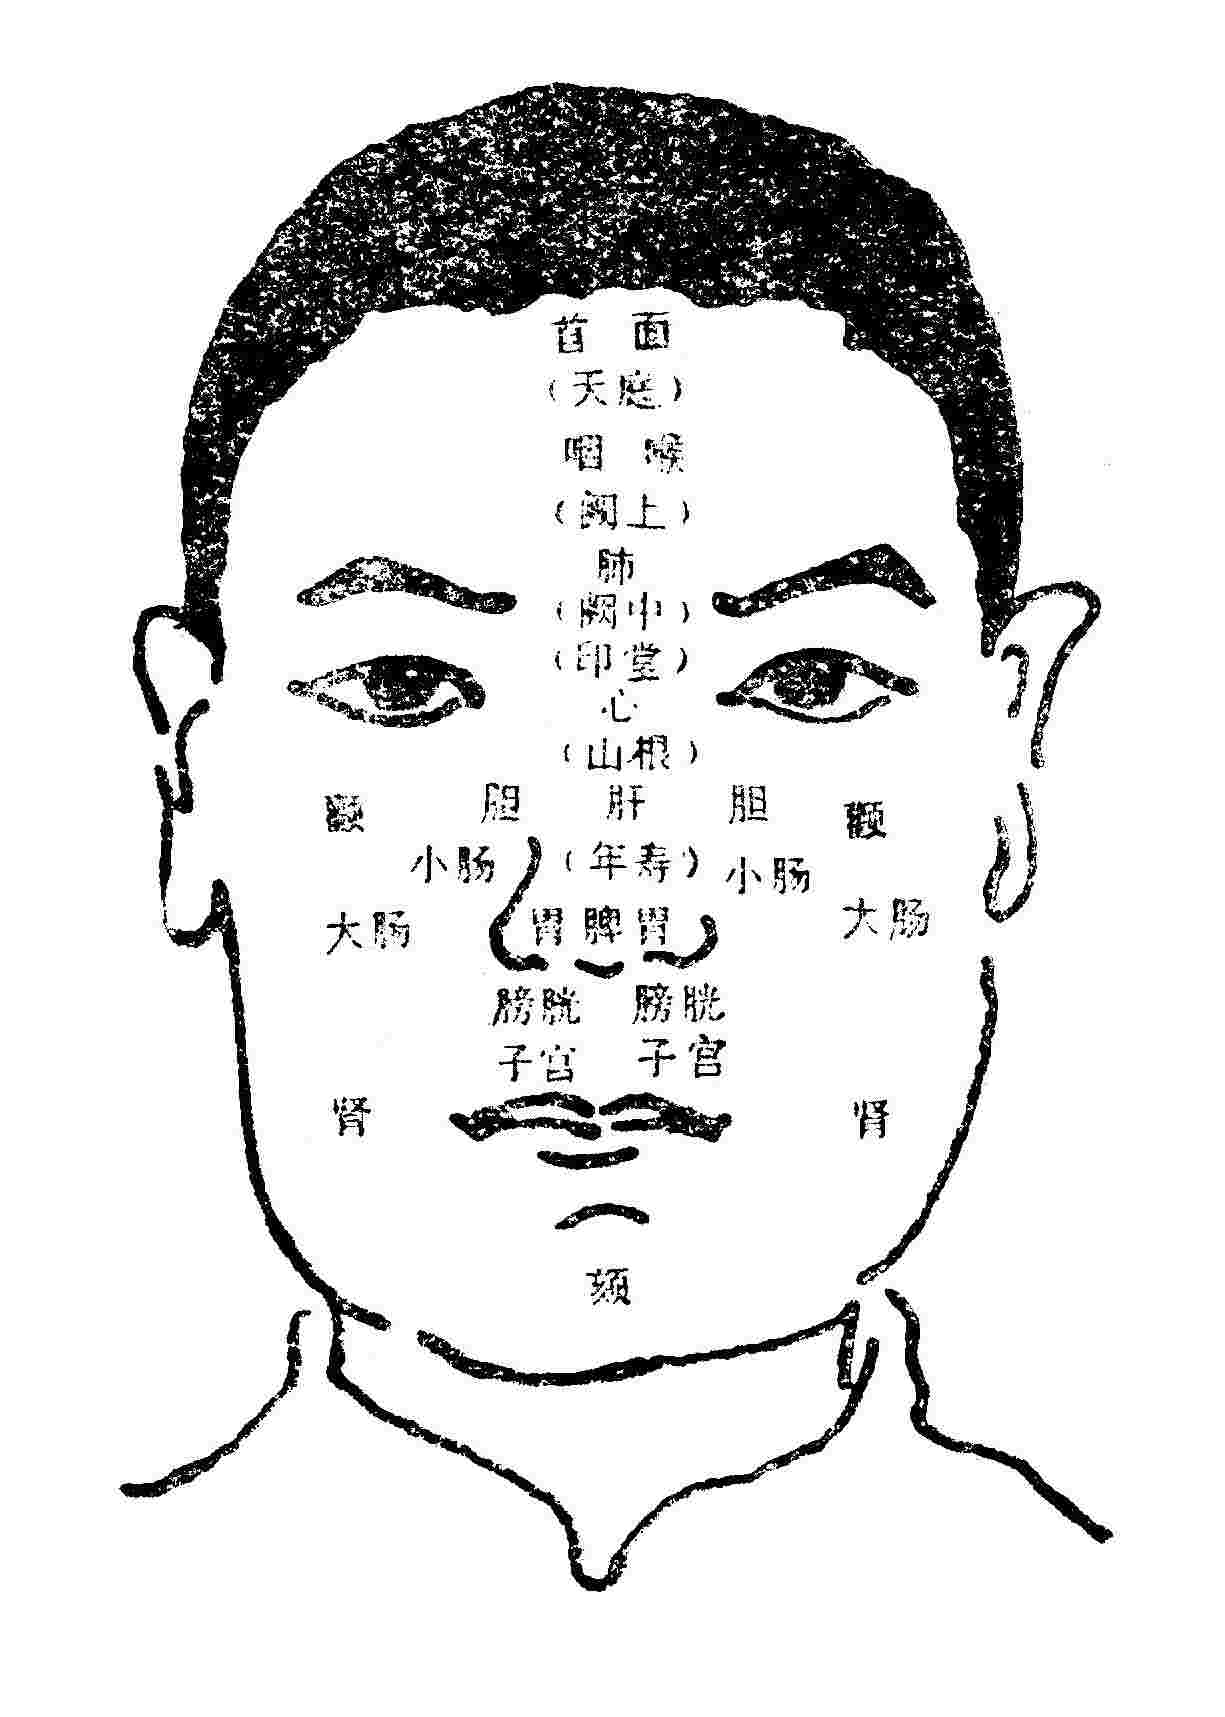 首 面
（天庭）
咽 喉
（阙上）
肺
（阙中）
（印堂）
心
（山根）
颧 胆 肝 胆 颧
小肠 （年寿） 小肠
大肠 胃 脾 胃 大肠
膀胱 膀胱
子宫 子宫
肾 肾
颏